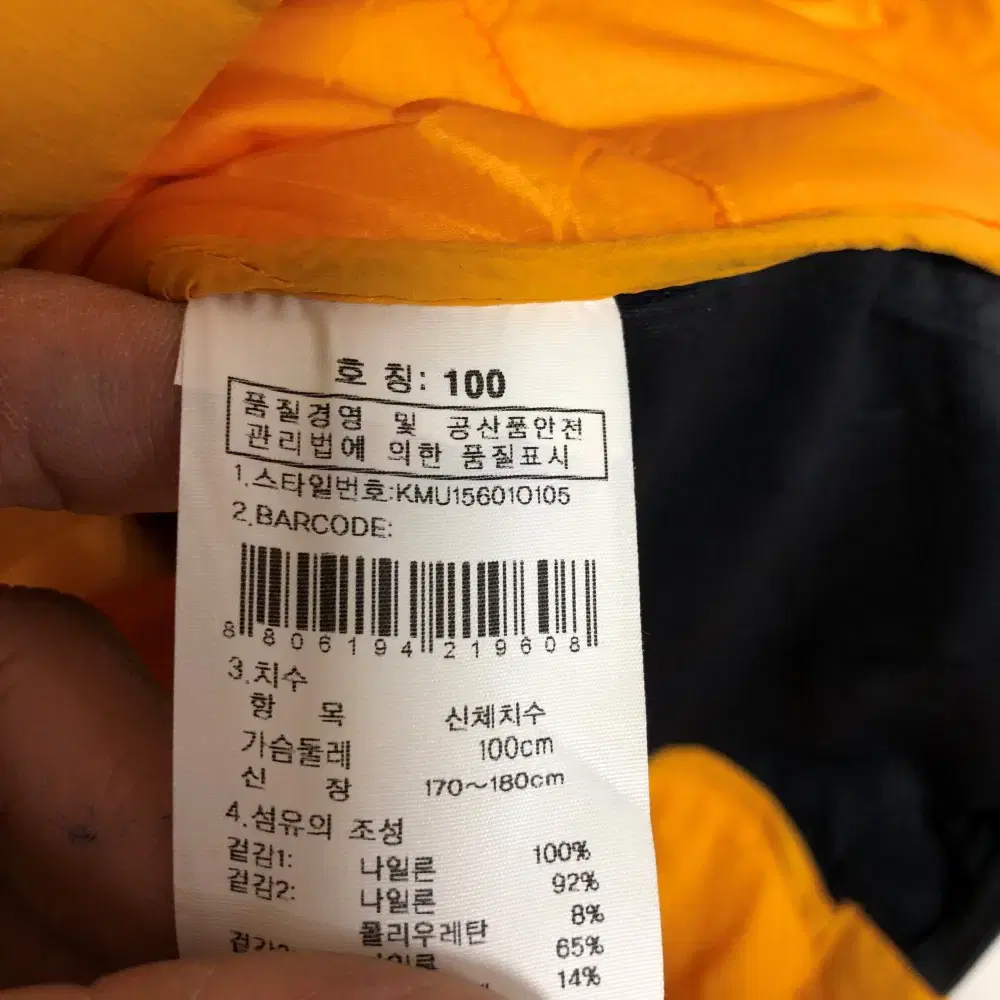 호 칭: 100
품질경영 및 공산품안전
관리법에 의한 품질표시
1.스타일번호:KMU15601O105
2.BARCODE:
8 806194 219608
3.치수
항 목 신체치수
가슴둘레 100cm
신 장 170~180cm
4.섬유의 조성
겉감1: 나일론 100%
겉감2: 나일론 92%
폴리우레탄 8%
65%
14%